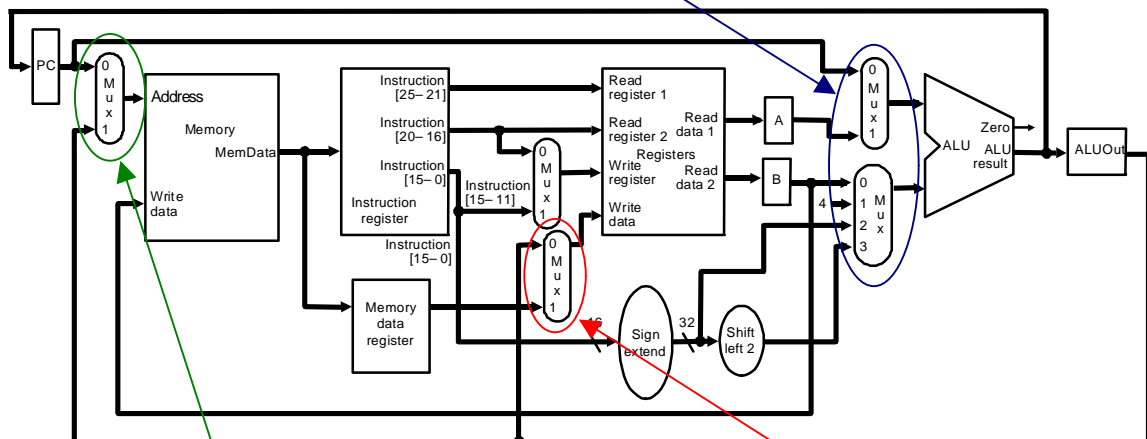 PC
0
M
u
x
1
Address
Memory
MemData
Write
data
Instruction
[25– 21]
Instruction
[20– 16]
Instruction
[15– 0]
Instruction
register
Instruction
[15– 11]
Instruction
[15– 0]
Memory
data
register
0
M
u
x
1
0
M
u
x
1
Read
register 1
Read
register 2
Registers
Write
register
Write
data
Read
data 1
Read
data 2
16
Sign
extend
32
Shift
left 2
A
B
4
0
M
u
x
1
0
1
2
3
M
u
x
ALU
Zero
ALU
result
ALUOut